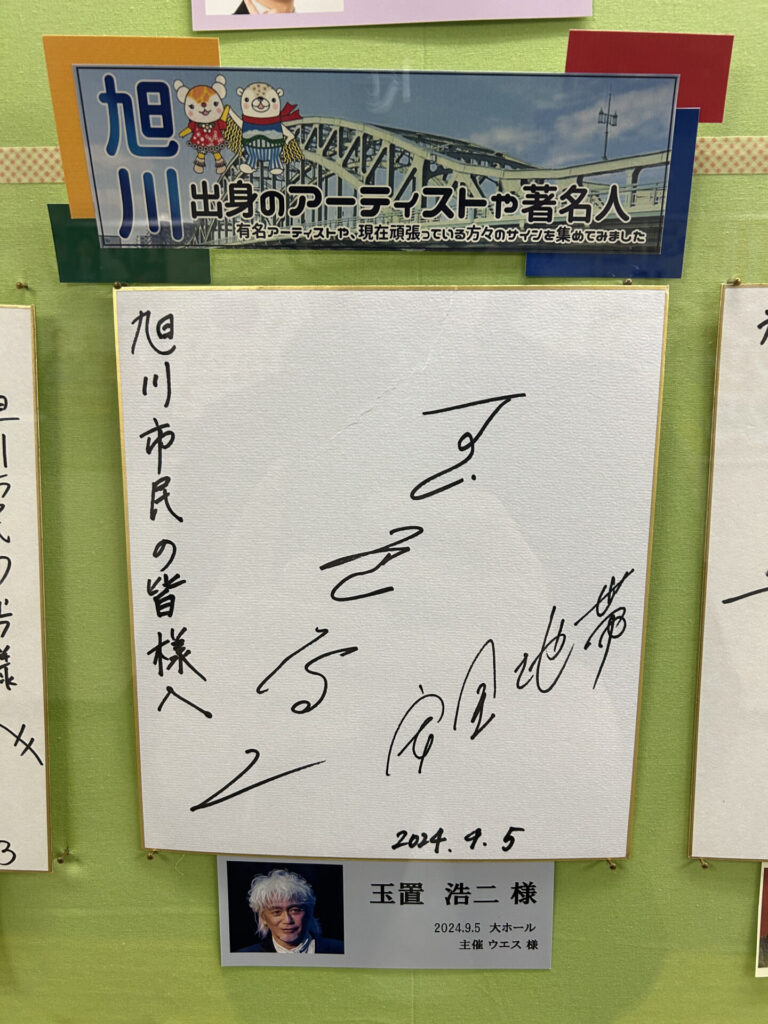 旭川
出身のアーティストや著名人
有名アーティストや、現在頑張っている方々のサインを集めてみました
旭川市民の皆様へ
玉置浩二
安全地帯
2024.9.5
玉置 浩二 様
2024.9.5 大ホール
主催 ウエス 様